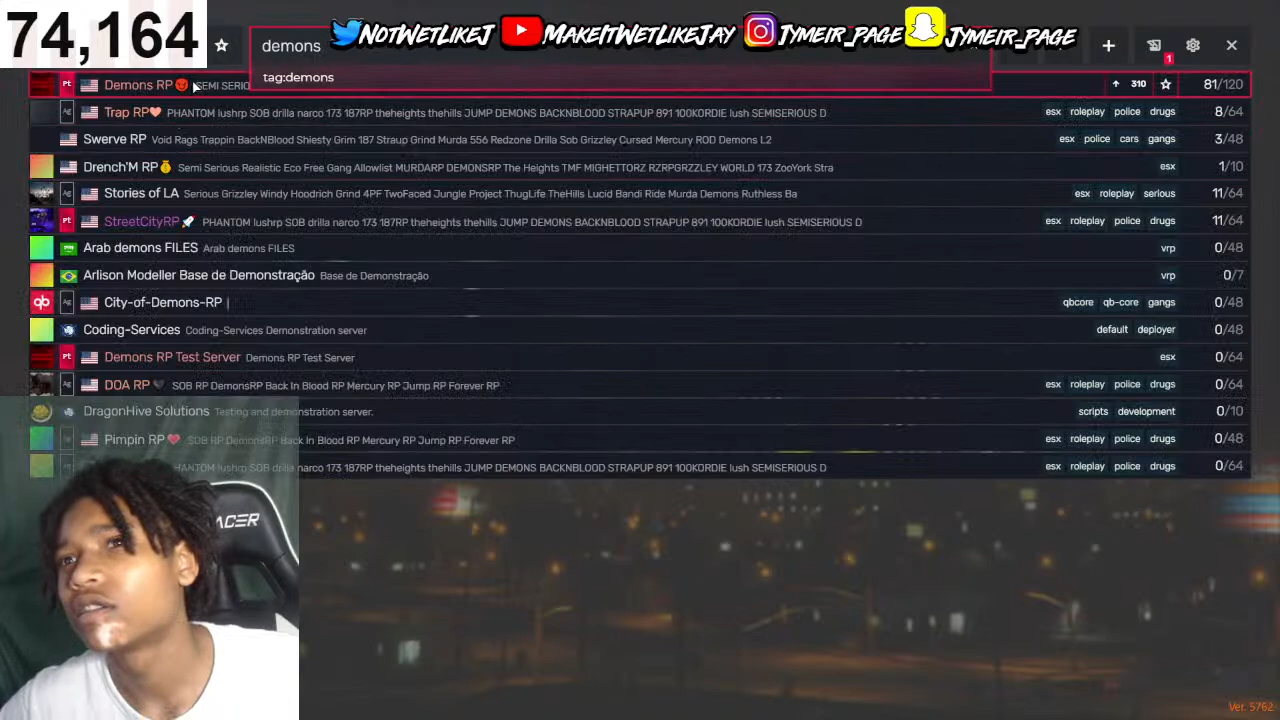 74,164
demons
NotWetLikeJ MakeItWetLikeJay Jymeir_page Jymeir_page
1
tag:demons
Pt Demons RP SEMI SERIO 310 81/120
Ag Trap RP PHANTOM lushrp SOB drilla narco 173 187RP theheights thehills JUMP DEMONS BACKNBLOOD STRAPUP 891 100KORDIE lush SEMISERIOUS D esx roleplay police drugs 8/64
Swerve RP Void Rags Trappin BackNBlood Shiesty Grim 187 Straup Grind Murda 556 Redzone Drilla Sob Grizzley Cursed Mercury ROD Demons L2 esx police cars gangs 3/48
Drench'M RP Semi Serious Realistic Eco Free Gang Allowlist MURDARP DEMONSRP The Heights TMF MIGHETTORZ RZRPGRZZLEY WORLD 173 ZooYork Stra esx 1/10
Ag Stories of LA Serious Grizzley Windy Hoodrich Grind 4PF TwoFaced Jungle Project ThugLife TheHills Lucid Bandi Ride Murda Demons Ruthless Ba esx roleplay serious 11/64
Pt StreetCityRP PHANTOM lushrp SOB drilla narco 173 187RP theheights thehills JUMP DEMONS BACKNBLOOD STRAPUP 891 100KORDIE lush SEMISERIOUS D esx roleplay police drugs 11/64
Arab demons FILES Arab demons FILES vrp 0/48
Arlison Modeller Base de Demonstração Base de Demonstração vrp 0/7
qb Ag City-of-Demons-RP | qbcore qb-core gangs 0/48
Coding-Services Coding-Services Demonstration server default deployer 0/48
Pt Demons RP Test Server Demons RP Test Server esx 0/64
Ag DOA RP SOB RP DemonsRP Back In Blood RP Mercury RP Jump RP Forever RP esx roleplay police drugs 0/64
DragonHive Solutions Testing and demonstration server. scripts development 0/10
Pimpin RP SOB RP DemonsRP Back In Blood RP Mercury RP Jump RP Forever RP esx roleplay police drugs 0/48
HANTOM lushrp SOB drilla narco 173 187RP theheights thehills JUMP DEMONS BACKNBLOOD STRAPUP 891 100KORDIE lush SEMISERIOUS D esx roleplay police drugs 0/64
ACER
Ver. 5762